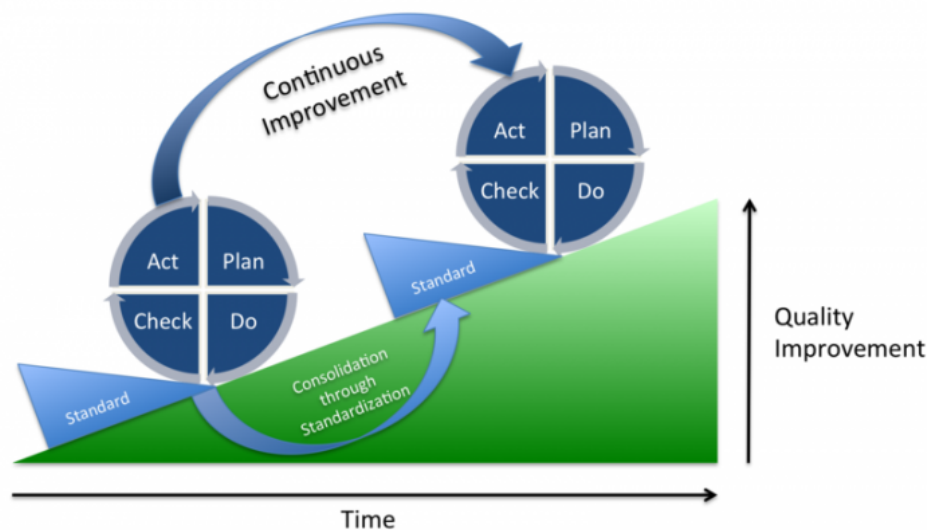 Continuous
Improvement
Act
Plan
Check
Do
Act
Plan
Check
Do
Standard
Standard
Consolidation
through
Standardization
Quality
Improvement
Time